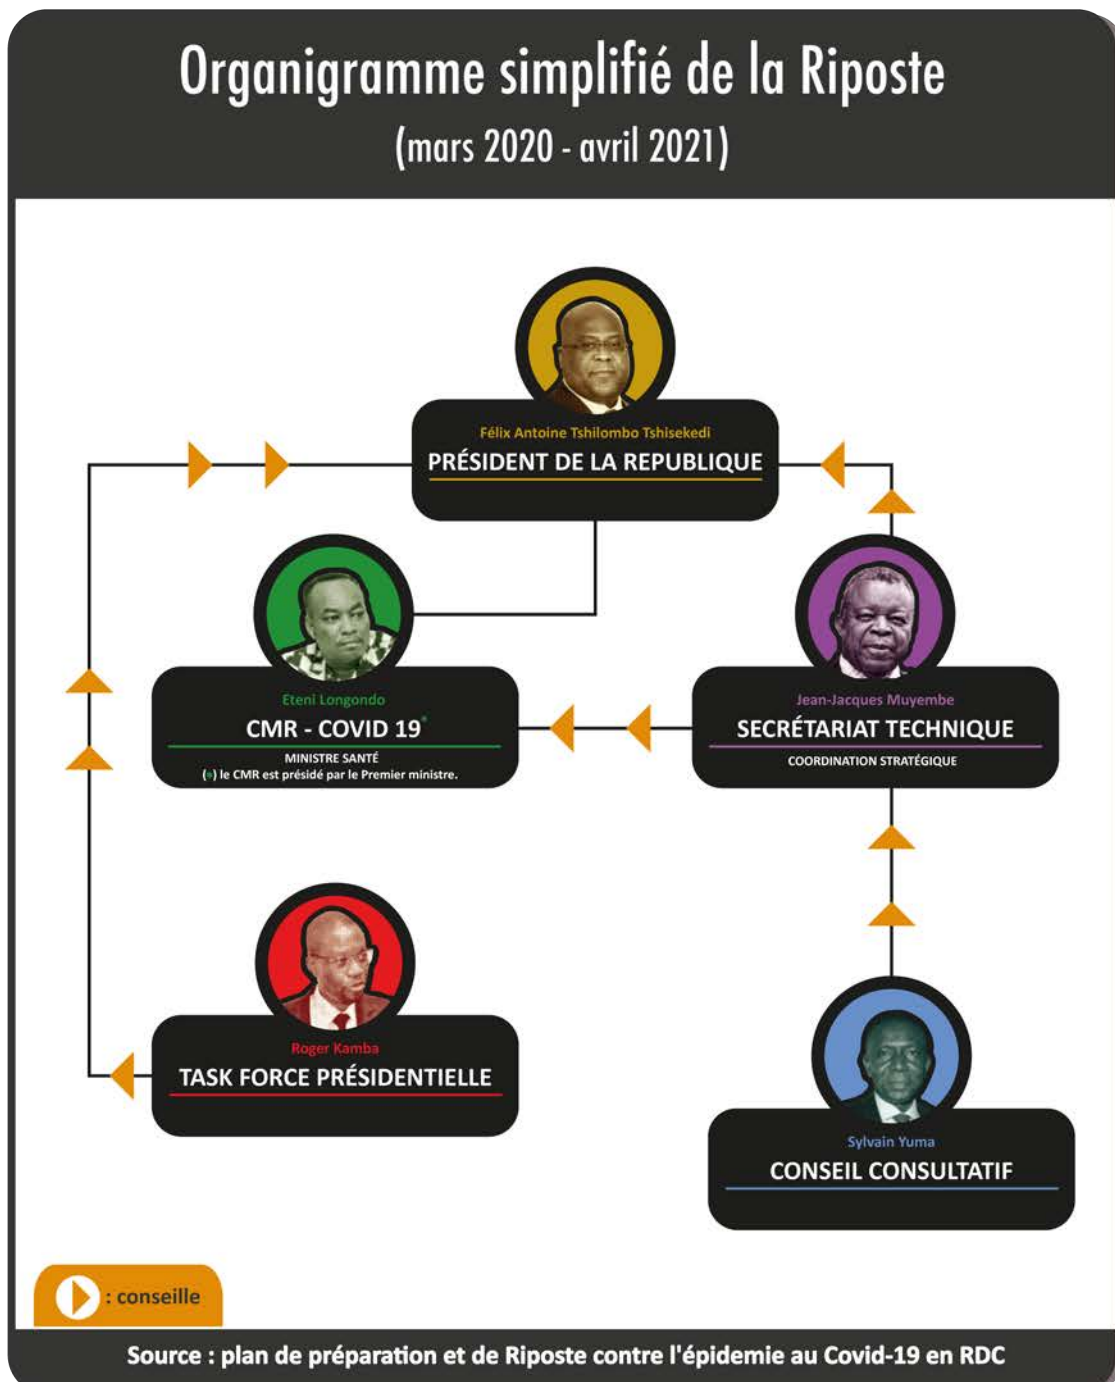 Organigramme simplifié de la Riposte
(mars 2020 - avril 2021)
Félix Antoine Tshilombo Tshisekedi
PRÉSIDENT DE LA REPUBLIQUE
Eteni Longondo
CMR - COVID 19*
MINISTRE SANTÉ
(*) le CMR est présidé par le Premier ministre.
Jean-Jacques Muyembe
SECRÉTARIAT TECHNIQUE
COORDINATION STRATÉGIQUE
Roger Kamba
TASK FORCE PRÉSIDENTIELLE
Sylvain Yuma
CONSEIL CONSULTATIF
: conseille
Source : plan de préparation et de Riposte contre l'épidemie au Covid-19 en RDC